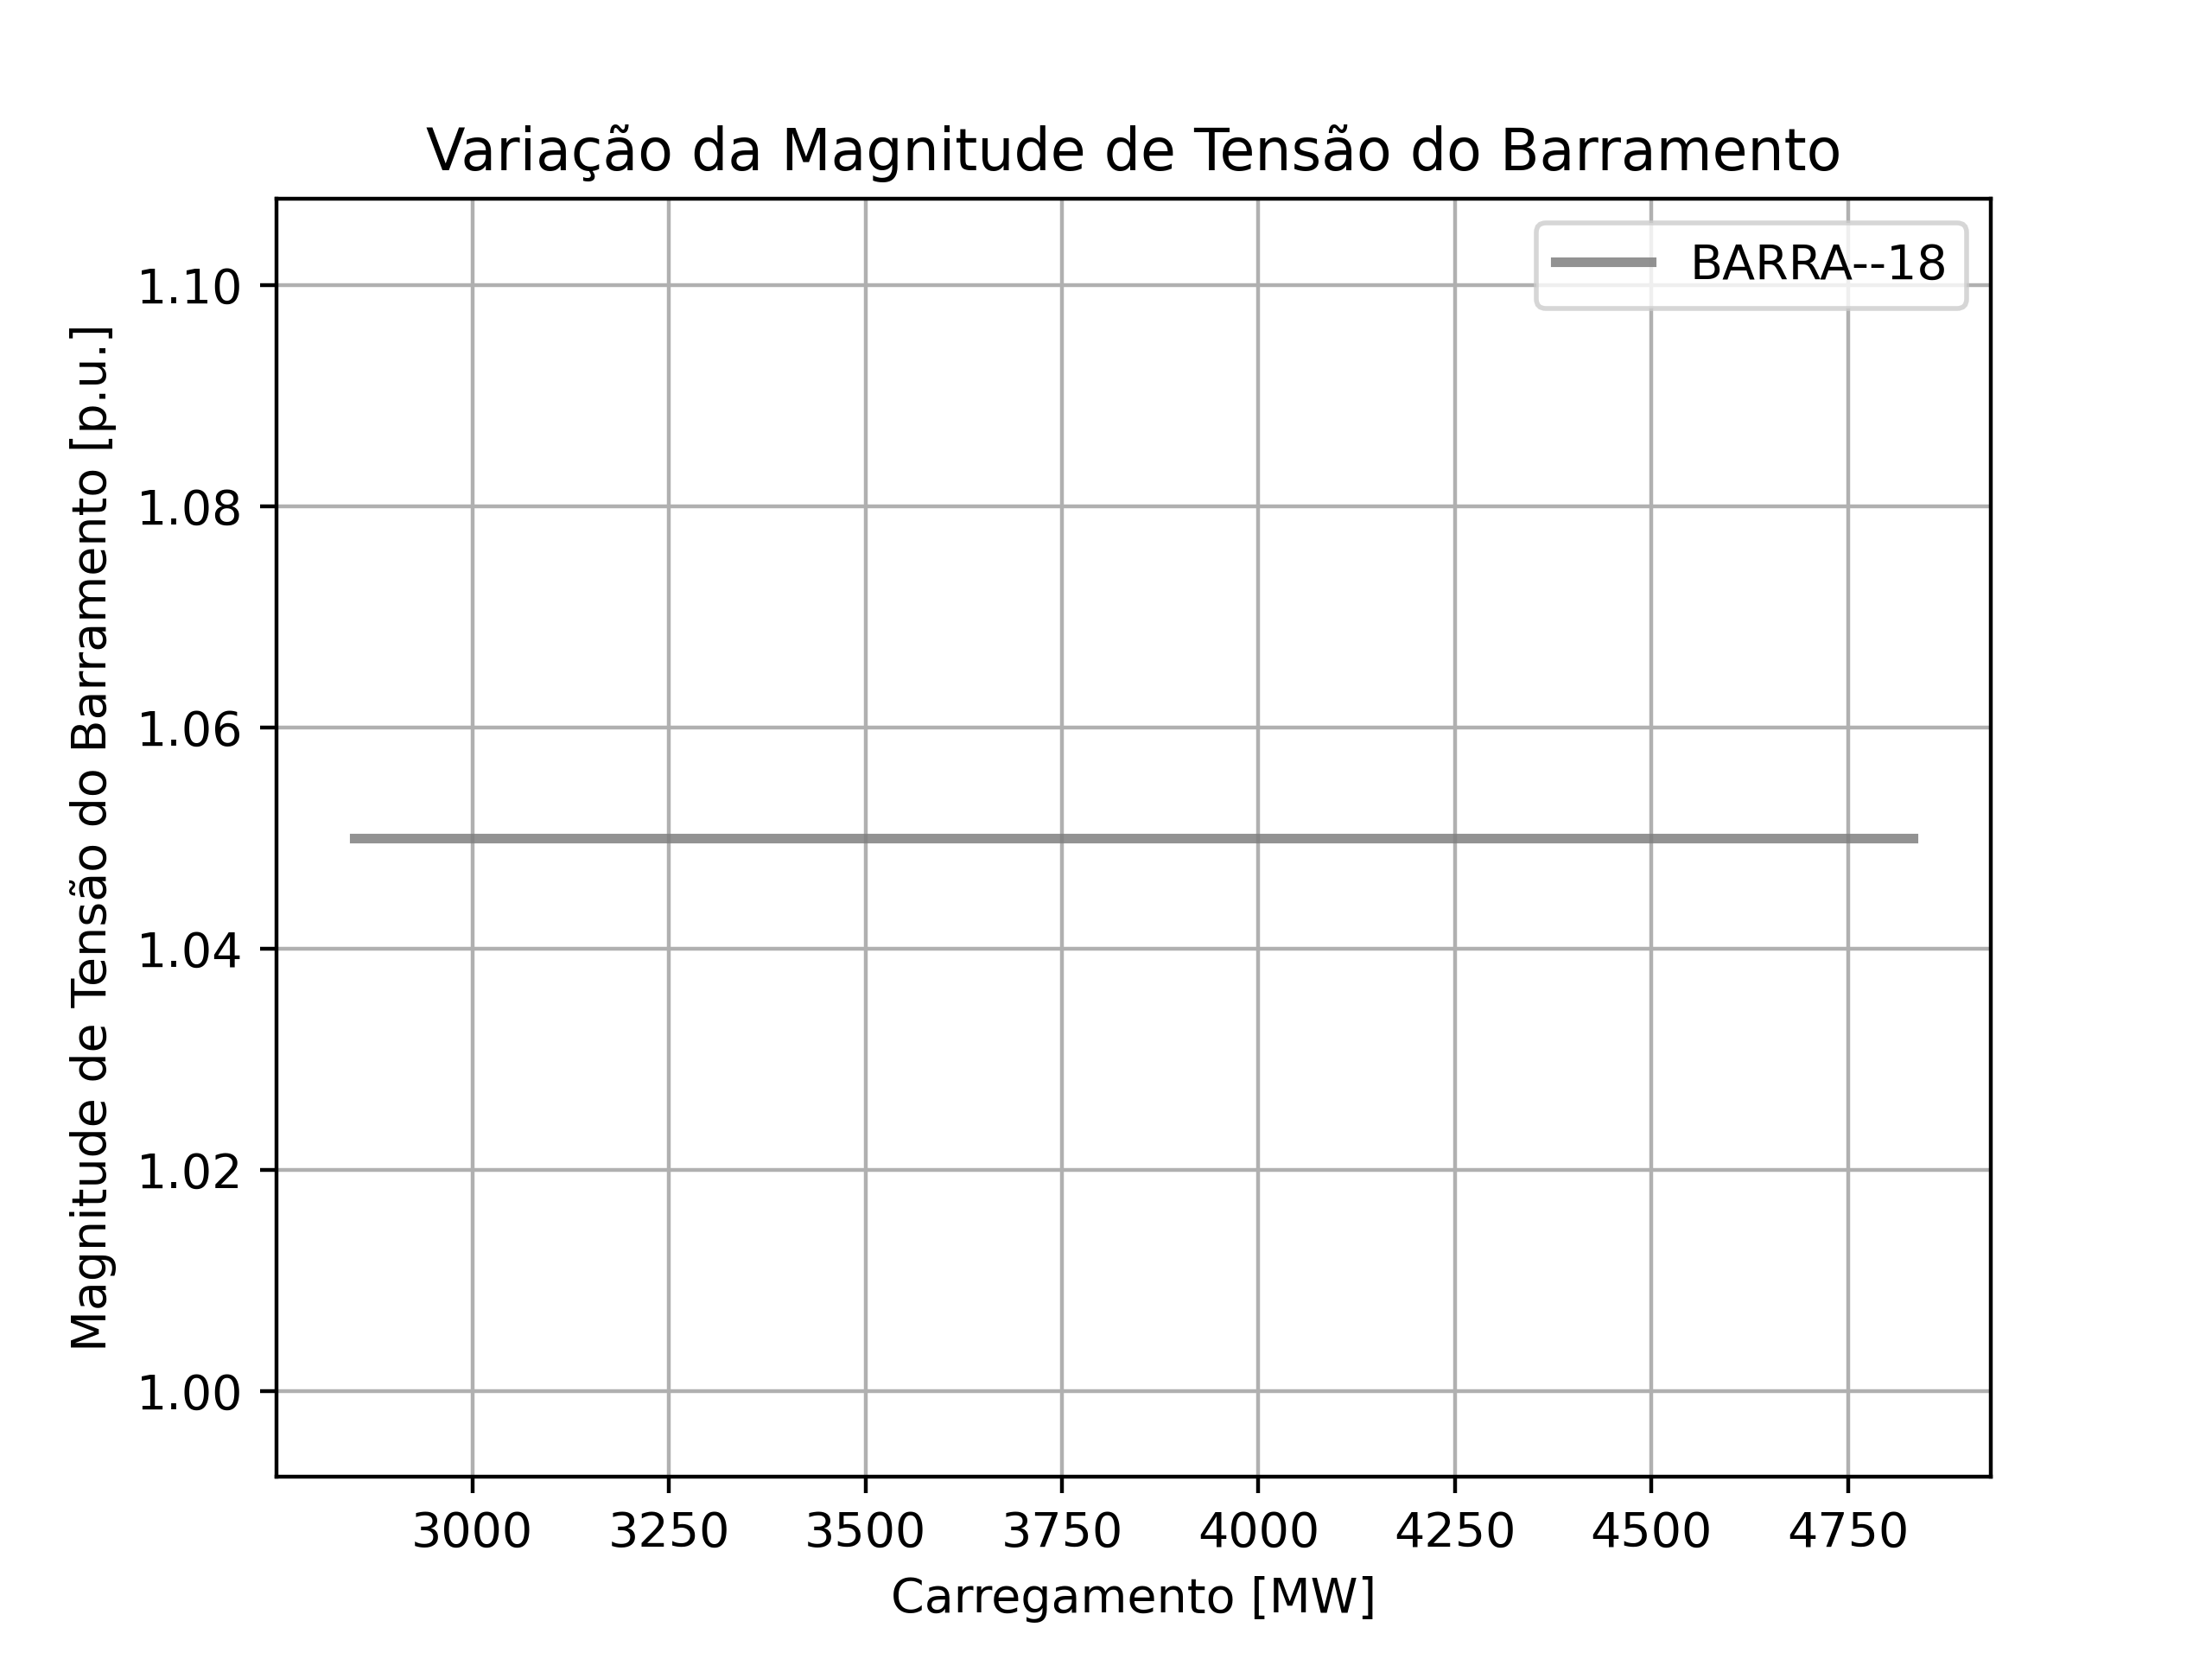 Variação da Magnitude de Tensão do Barramento
BARRA--18
Magnitude de Tensão do Barramento [p.u.]
1.10
1.08
1.06
1.04
1.02
1.00
3000 3250 3500 3750 4000 4250 4500 4750
Carregamento [MW]